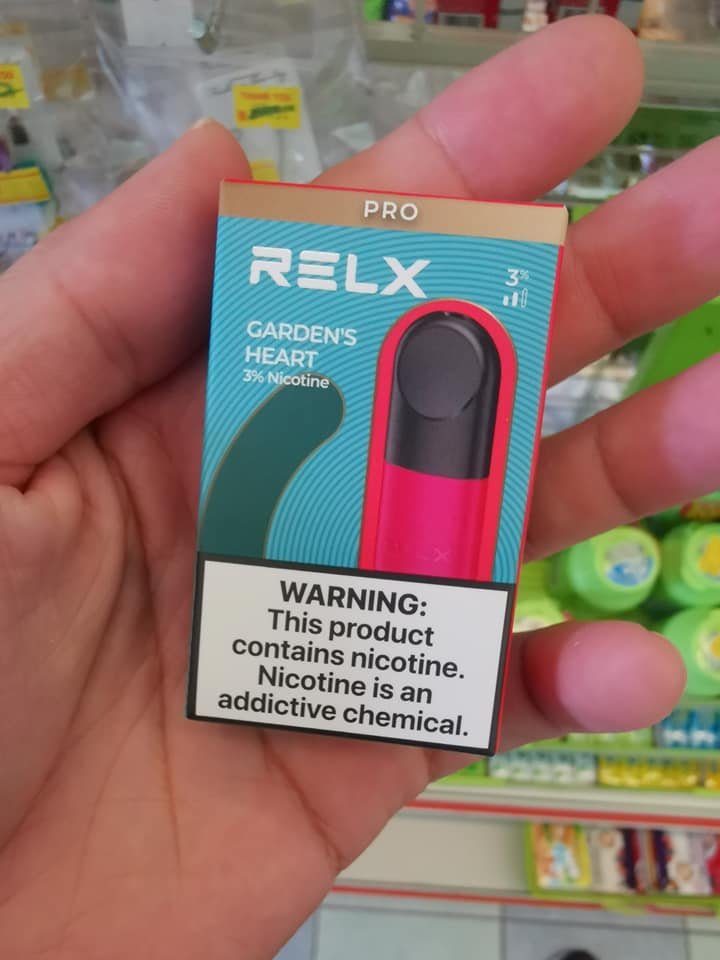 PRO
RELX
3%
GARDEN'S
HEART
3% Nicotine
WARNING:
This product
contains nicotine.
Nicotine is an
addictive chemical.